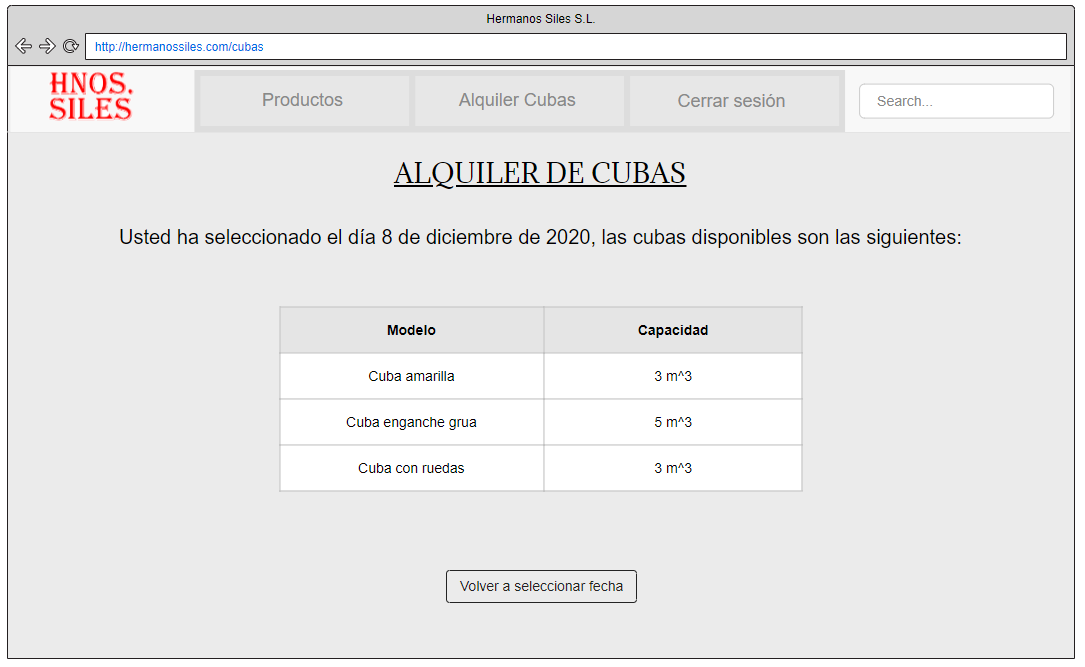 Hermanos Siles S.L.
http://hermanossiles.com/cubas
HNOS.
SILES
Productos
Alquiler Cubas
Cerrar sesión
Search...
ALQUILER DE CUBAS
Usted ha seleccionado el día 8 de diciembre de 2020, las cubas disponibles son las siguientes:
Modelo Capacidad
Cuba amarilla 3 m^3
Cuba enganche grua 5 m^3
Cuba con ruedas 3 m^3
Volver a seleccionar fecha